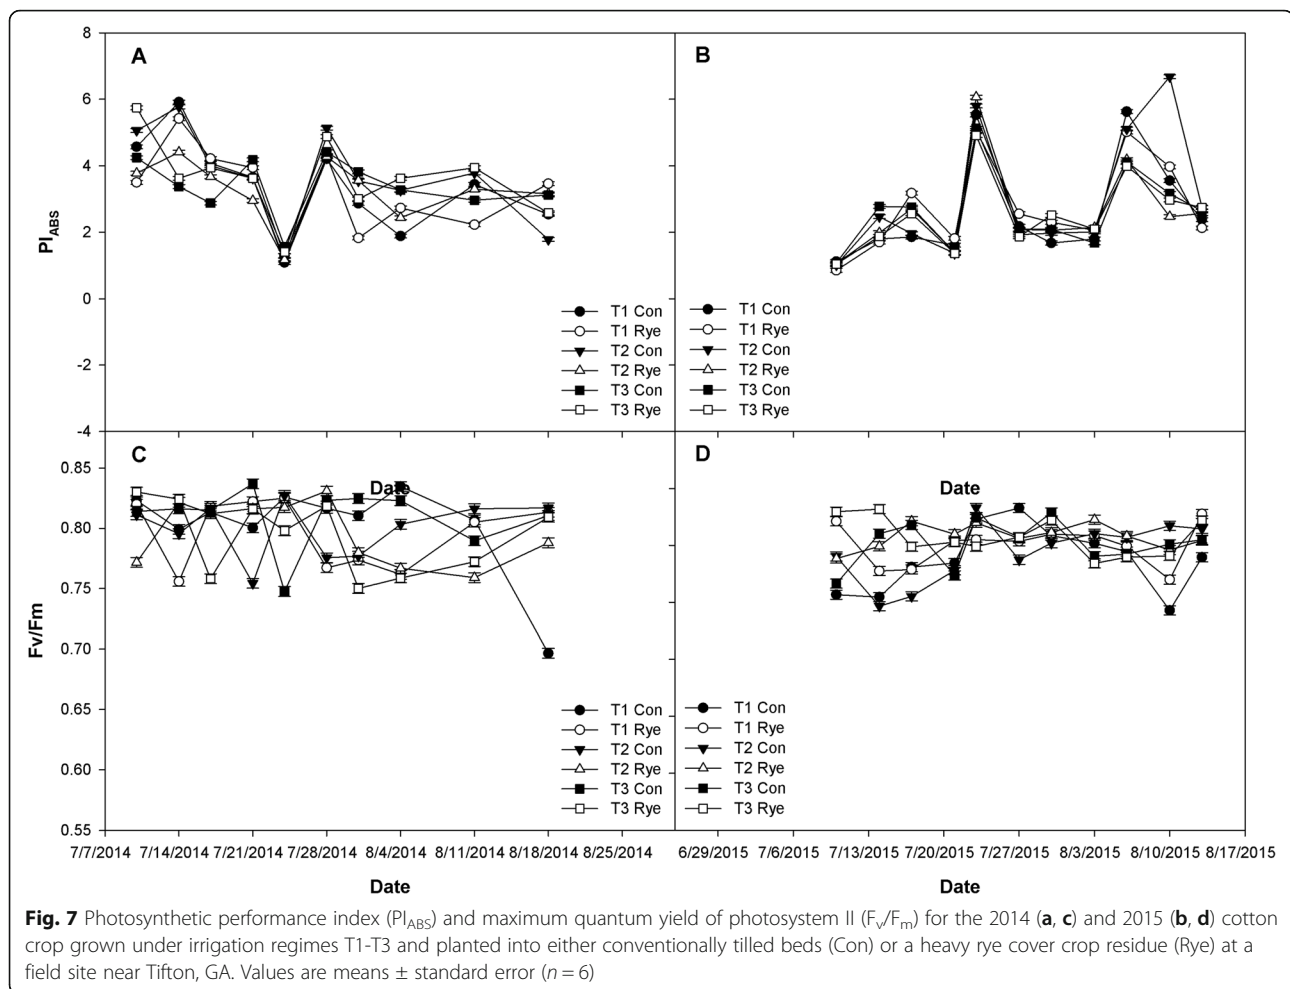 8
A
B
6
4
PI_ABS
2
0
T1 Con
T1 Con
T1 Rye
T1 Rye
T2 Con
T2 Con
-2
T2 Rye
T2 Rye
T3 Con
T3 Con
T3 Rye
T3 Rye
-4
0.85
C
D
Date
Date
0.80
0.75
Fv/Fm
0.70
0.65
T1 Con
T1 Con
T1 Rye
T1 Rye
T2 Con
T2 Con
0.60
T2 Rye
T2 Rye
T3 Con
T3 Con
T3 Rye
T3 Rye
0.55
7/7/2014 7/14/2014 7/21/2014 7/28/2014 8/4/2014 8/11/2014 8/18/2014 8/25/2014
6/29/2015 7/6/2015 7/13/2015 7/20/2015 7/27/2015 8/3/2015 8/10/2015 8/17/2015
Date
Date
Fig. 7 Photosynthetic performance index (PI_ABS) and maximum quantum yield of photosystem II (F_v/F_m) for the 2014 (a, c) and 2015 (b, d) cotton
crop grown under irrigation regimes T1-T3 and planted into either conventionally tilled beds (Con) or a heavy rye cover crop residue (Rye) at a
field site near Tifton, GA. Values are means ± standard error (n = 6)